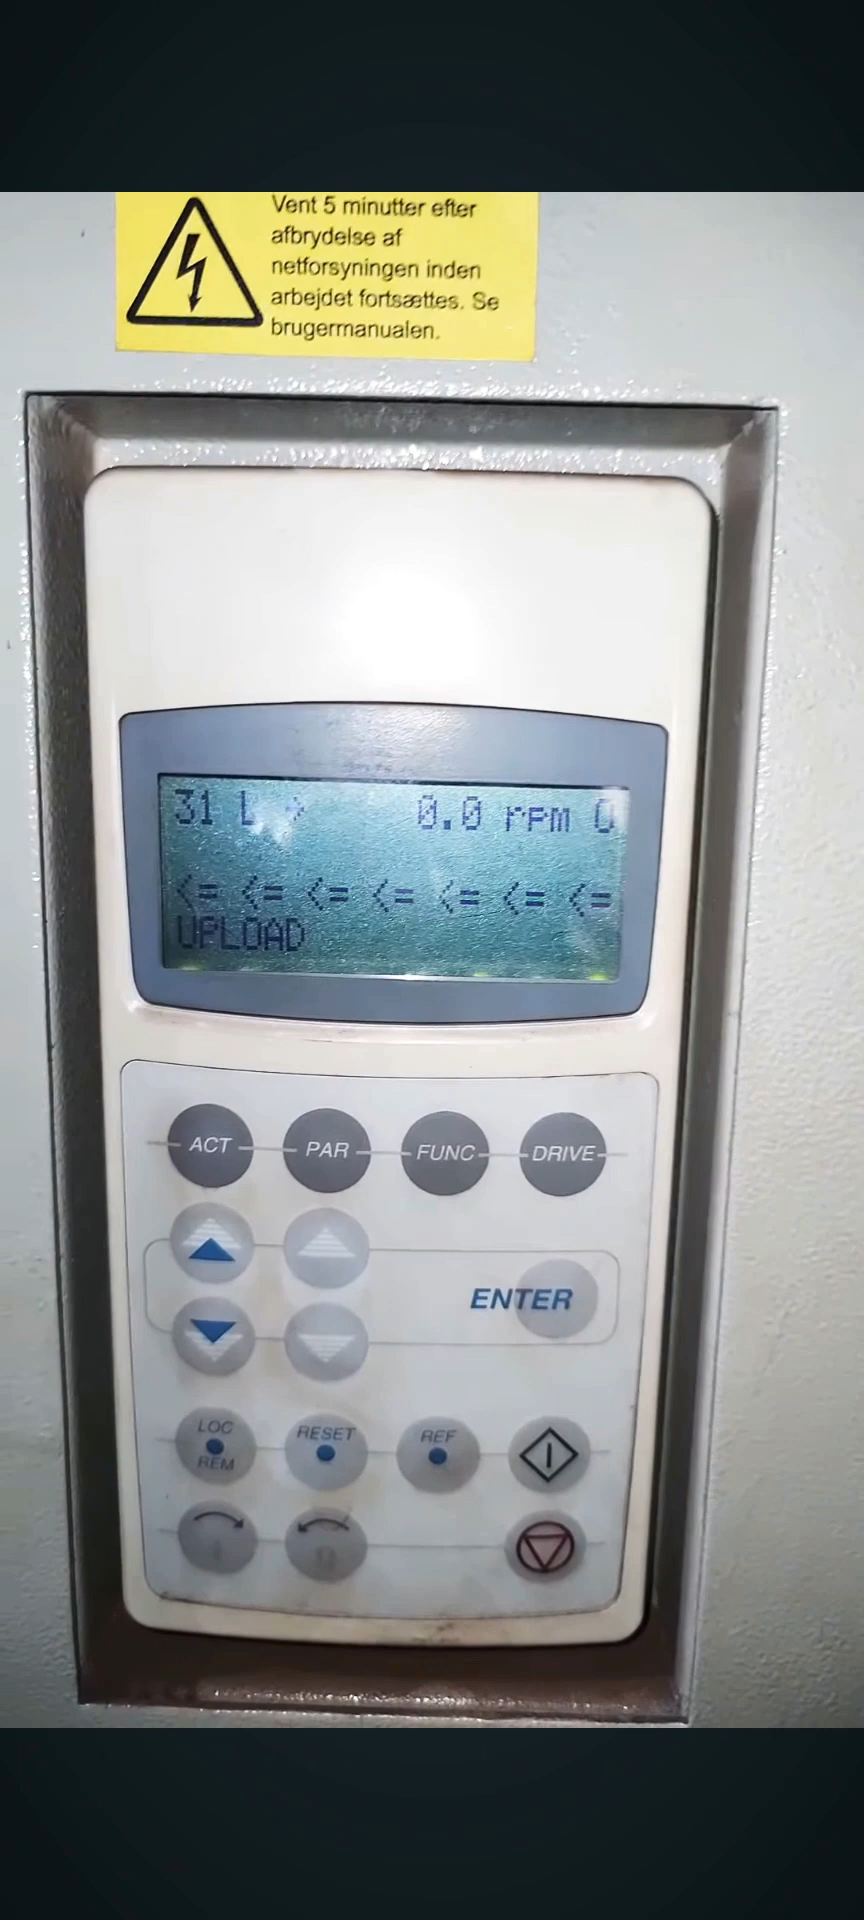 Vent 5 minutter efter
afbrydelse af
netforsyningen inden
arbejdet fortsættes. Se
brugermanualen.
31 L -> 0.0 rpm 0
<= <= <= <= <= <= <=
UPLOAD
ACT PAR FUNC DRIVE
ENTER
LOC
REM
RESET
REF
I
0